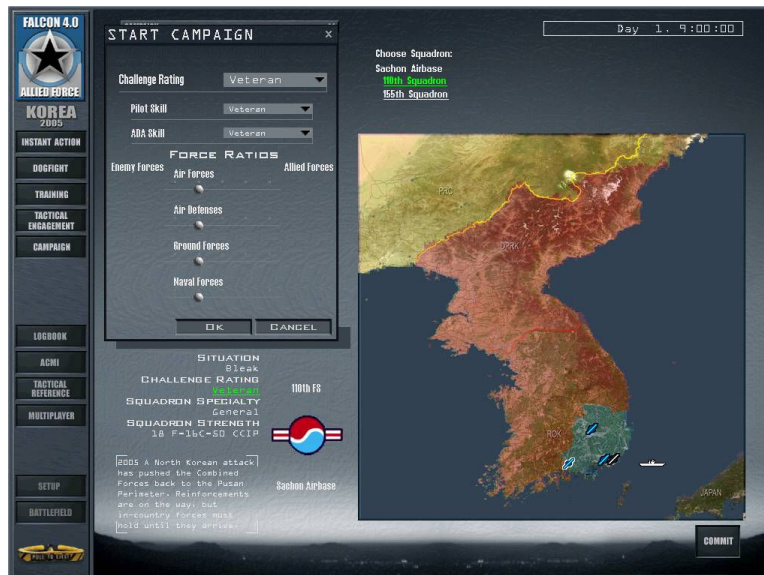 FALCON 4.0
ALLIED FORCE
KOREA
2005
INSTANT ACTION
DOGFIGHT
TRAINING
TACTICAL
ENGAGEMENT
CAMPAIGN
LOGBOOK
ACMI
TACTICAL
REFERENCE
MULTIPLAYER
SETUP
BATTLEFIELD
START CAMPAIGN
x
Challenge Rating Veteran
Pilot Skill Veteran
ADA Skill Veteran
FORCE RATIOS
Enemy Forces Allied Forces
Air Forces
Air Defenses
Ground Forces
Naval Forces
OK CANCEL
SITUATION
Bleak
CHALLENGE RATING
Veteran
SQUADRON SPECIALTY
General
SQUADRON STRENGTH
18 F-16C-50 CCIP
2005 A North Korean attack
has pushed the Combined
Forces back to the Pusan
Perimeter. Reinforcements
are on the way, but
in-country forces must
hold until they arrive.
110th FS
Sachon Airbase
Day 1, 9:00:00
Choose Squadron:
Sachon Airbase
110th Squadron
155th Squadron
PRC
DPRK
ROK
JAPAN
COMMIT